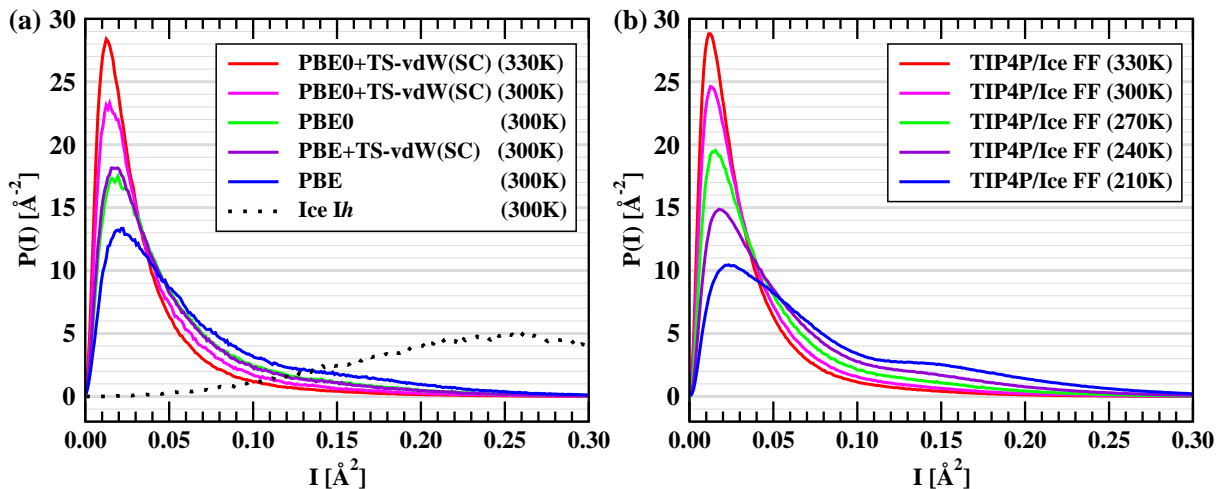 (a)
30
25
20
15
10
5
0
P(I) [Å⁻²]
PBE0+TS-vdW(SC) (330K)
PBE0+TS-vdW(SC) (300K)
PBE0 (300K)
PBE+TS-vdW(SC) (300K)
PBE (300K)
Ice Ih (300K)
0.00 0.05 0.10 0.15 0.20 0.25 0.30
I [Å²]
(b)
30
25
20
15
10
5
0
P(I) [Å⁻²]
TIP4P/Ice FF (330K)
TIP4P/Ice FF (300K)
TIP4P/Ice FF (270K)
TIP4P/Ice FF (240K)
TIP4P/Ice FF (210K)
0.00 0.05 0.10 0.15 0.20 0.25 0.30
I [Å²]